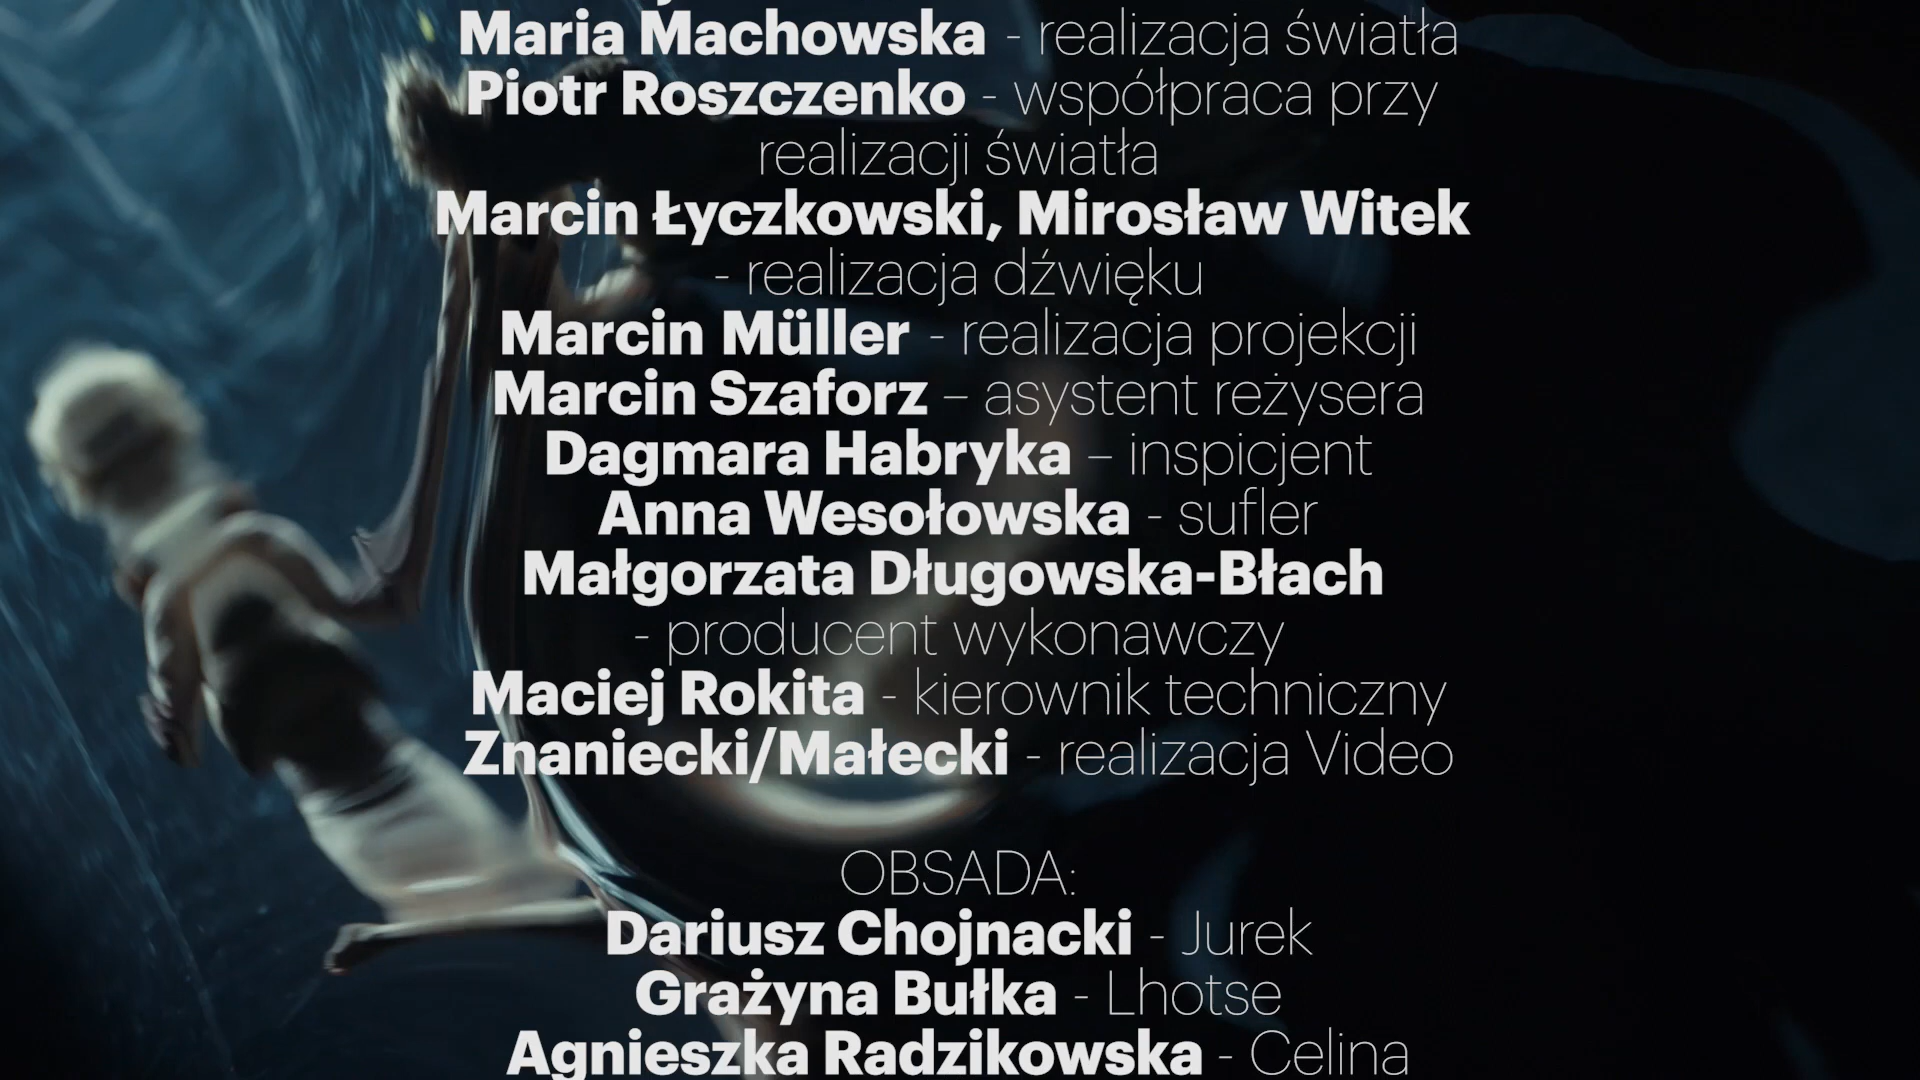 Maria Machowska - realizacja światła
Piotr Roszczenko - współpraca przy
realizacji światła
Marcin Łyczkowski, Mirosław Witek
- realizacja dźwięku
Marcin Müller - realizacja projekcji
Marcin Szaforz – asystent reżysera
Dagmara Habryka – inspicjent
Anna Wesołowska - sufler
Małgorzata Długowska-Błach
- producent wykonawczy
Maciej Rokita - kierownik techniczny
Znaniecki/Małecki - realizacja Video
OBSADA:
Dariusz Chojnacki - Jurek
Grażyna Bułka - Lhotse
Agnieszka Radzikowska - Celina